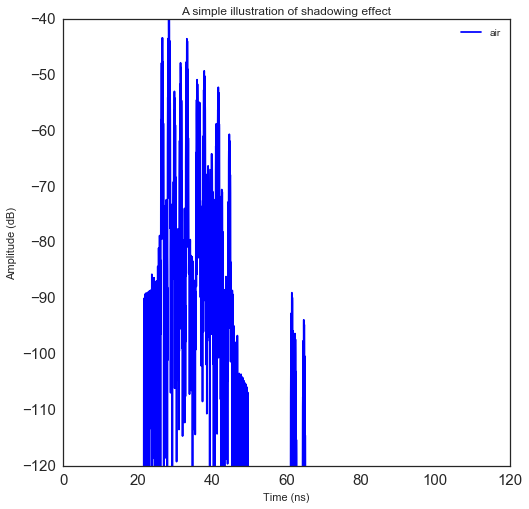 A simple illustration of shadowing effect
air
−40
−50
−60
−70
−80
−90
−100
−110
−120
Amplitude (dB)
0 20 40 60 80 100 120
Time (ns)